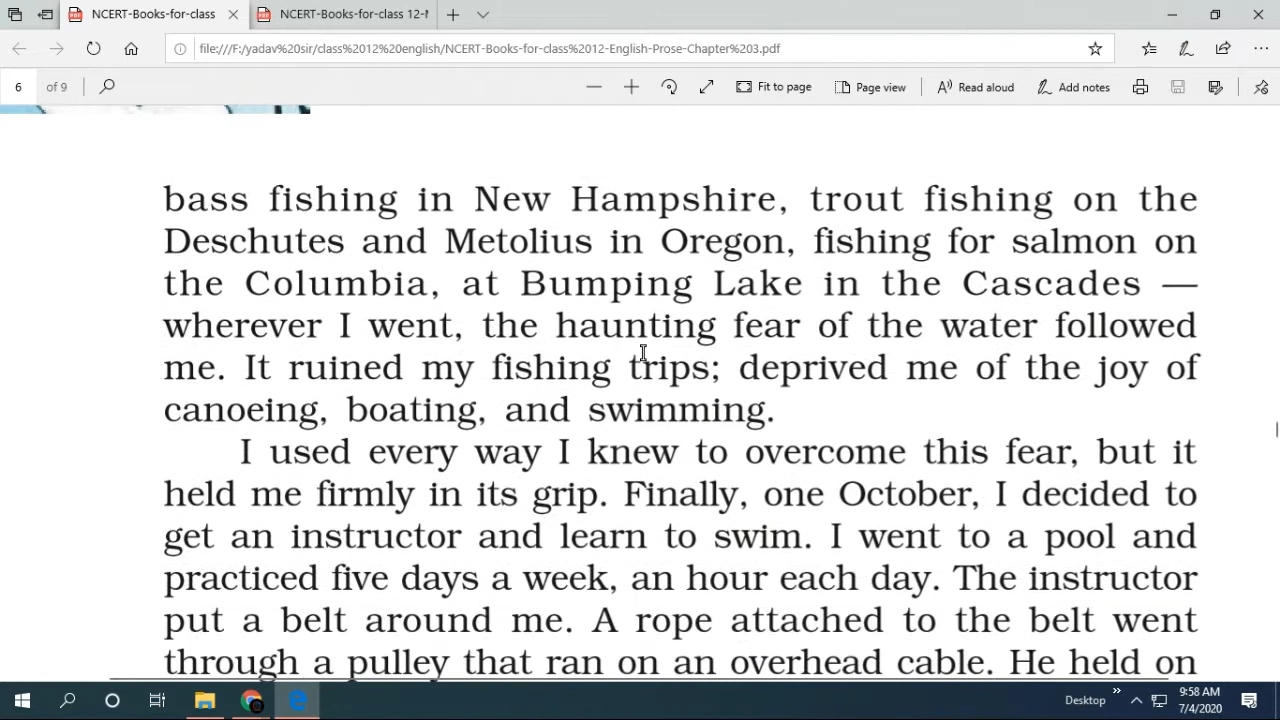 NCERT-Books-for-class
NCERT-Books-for-class 12-
file:///F:/yadav%20sir/class%2012%20english/NCERT-Books-for-class%2012-English-Prose-Chapter%203.pdf
6 of 9
Fit to page
Page view
Read aloud
Add notes
bass fishing in New Hampshire, trout fishing on the
Deschutes and Metolius in Oregon, fishing for salmon on
the Columbia, at Bumping Lake in the Cascades —
wherever I went, the haunting fear of the water followed
me. It ruined my fishing trips; deprived me of the joy of
canoeing, boating, and swimming.
I used every way I knew to overcome this fear, but it
held me firmly in its grip. Finally, one October, I decided to
get an instructor and learn to swim. I went to a pool and
practiced five days a week, an hour each day. The instructor
put a belt around me. A rope attached to the belt went
through a pulley that ran on an overhead cable. He held on
Desktop
9:58 AM
7/4/2020